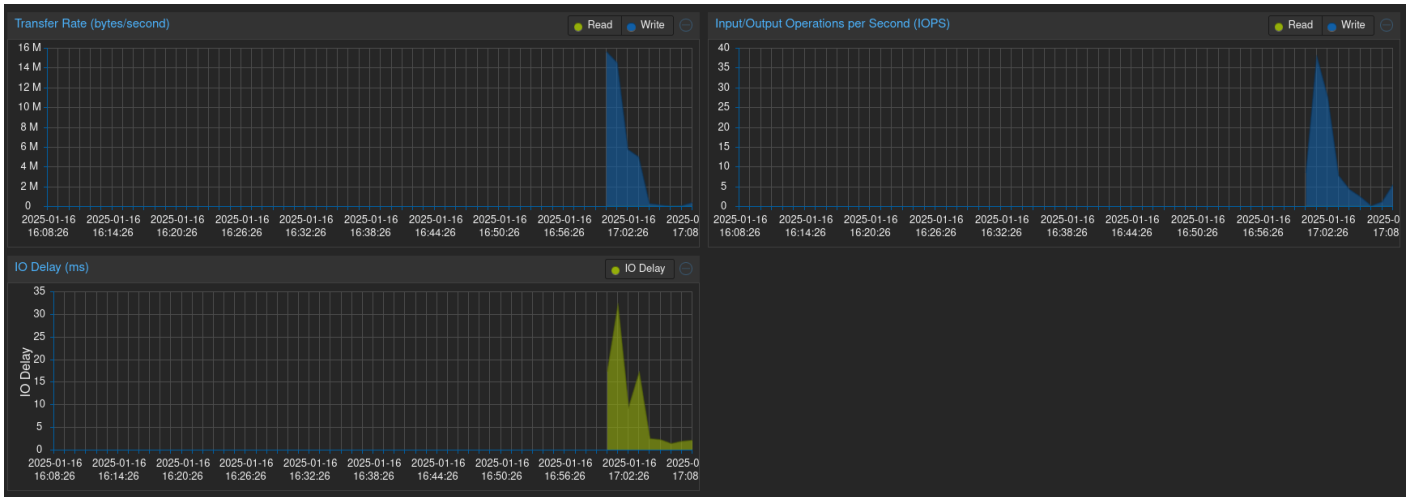 Transfer Rate (bytes/second)
Read
Write
16 M
14 M
12 M
10 M
8 M
6 M
4 M
2 M
0
2025-01-16 2025-01-16 2025-01-16 2025-01-16 2025-01-16 2025-01-16 2025-01-16 2025-01-16 2025-01-16 2025-01-16 2025-0
16:08:26 16:14:26 16:20:26 16:26:26 16:32:26 16:38:26 16:44:26 16:50:26 16:56:26 17:02:26 17:08
Input/Output Operations per Second (IOPS)
Read
Write
40
35
30
25
20
15
10
5
0
2025-01-16 2025-01-16 2025-01-16 2025-01-16 2025-01-16 2025-01-16 2025-01-16 2025-01-16 2025-01-16 2025-01-16 2025-0
16:08:26 16:14:26 16:20:26 16:26:26 16:32:26 16:38:26 16:44:26 16:50:26 16:56:26 17:02:26 17:08
IO Delay (ms)
IO Delay
IO Delay
35
30
25
20
15
10
5
0
2025-01-16 2025-01-16 2025-01-16 2025-01-16 2025-01-16 2025-01-16 2025-01-16 2025-01-16 2025-01-16 2025-01-16 2025-0
16:08:26 16:14:26 16:20:26 16:26:26 16:32:26 16:38:26 16:44:26 16:50:26 16:56:26 17:02:26 17:08